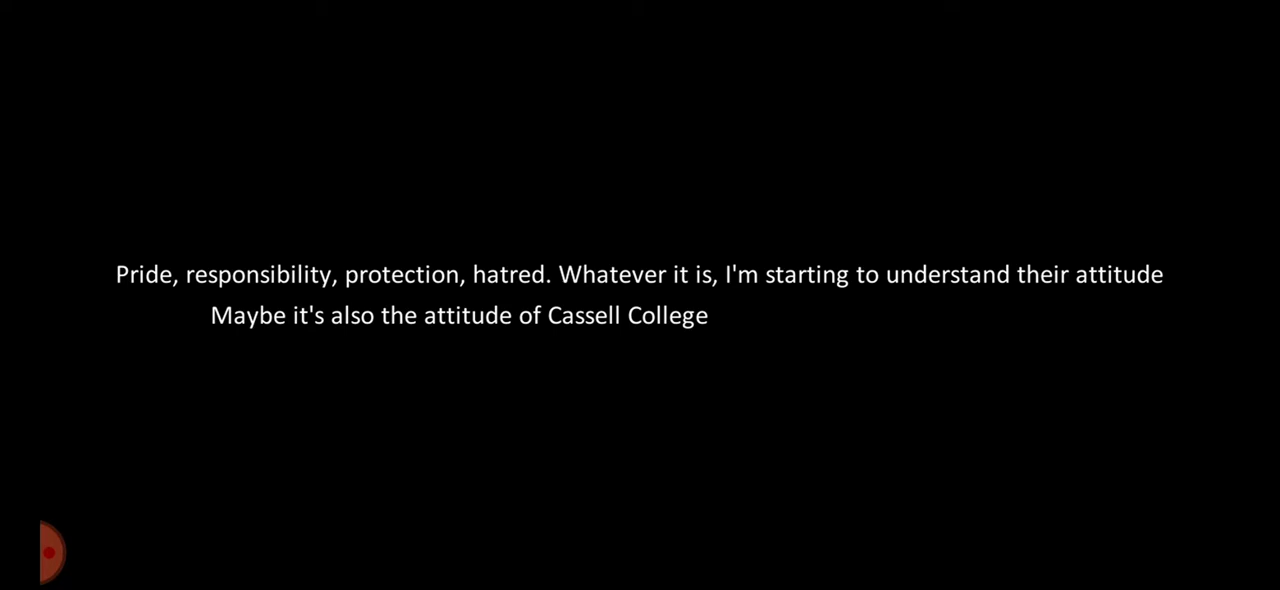 Pride, responsibility, protection, hatred. Whatever it is, I'm starting to understand their attitude
Maybe it's also the attitude of Cassell College